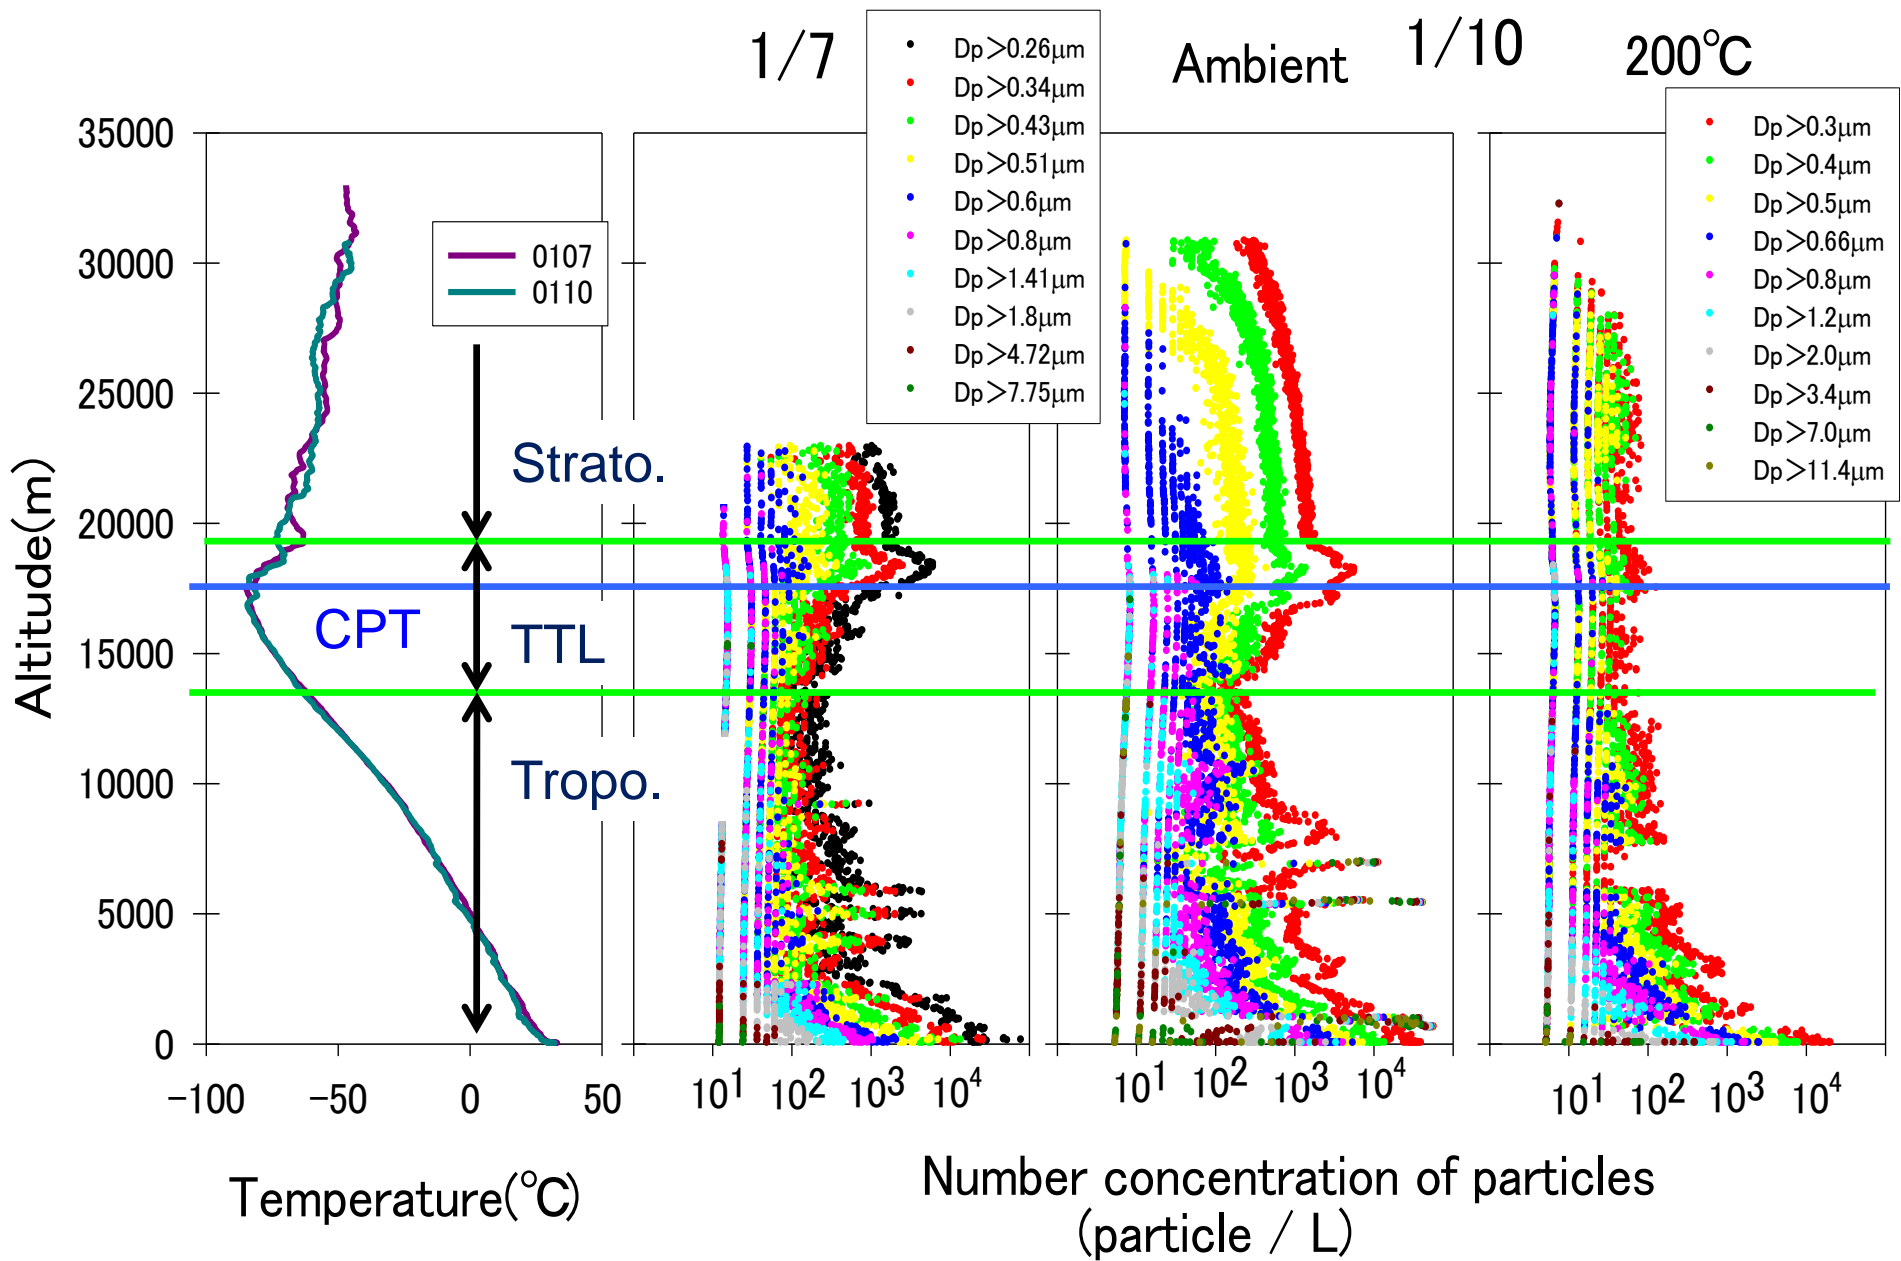 1/7
Ambient
1/10
200℃
Dp>0.26μm
Dp>0.34μm
Dp>0.43μm
Dp>0.51μm
Dp>0.6μm
Dp>0.8μm
Dp>1.41μm
Dp>1.8μm
Dp>4.72μm
Dp>7.75μm
Dp>0.3μm
Dp>0.4μm
Dp>0.5μm
Dp>0.66μm
Dp>0.8μm
Dp>1.2μm
Dp>2.0μm
Dp>3.4μm
Dp>7.0μm
Dp>11.4μm
0107
0110
Strato.
CPT
TTL
Tropo.
Altitude(m)
35000
30000
25000
20000
15000
10000
5000
0
-100
-50
0
50
10¹
10²
10³
10⁴
10¹
10²
10³
10⁴
10¹
10²
10³
10⁴
Temperature(℃)
Number concentration of particles
(particle / L)